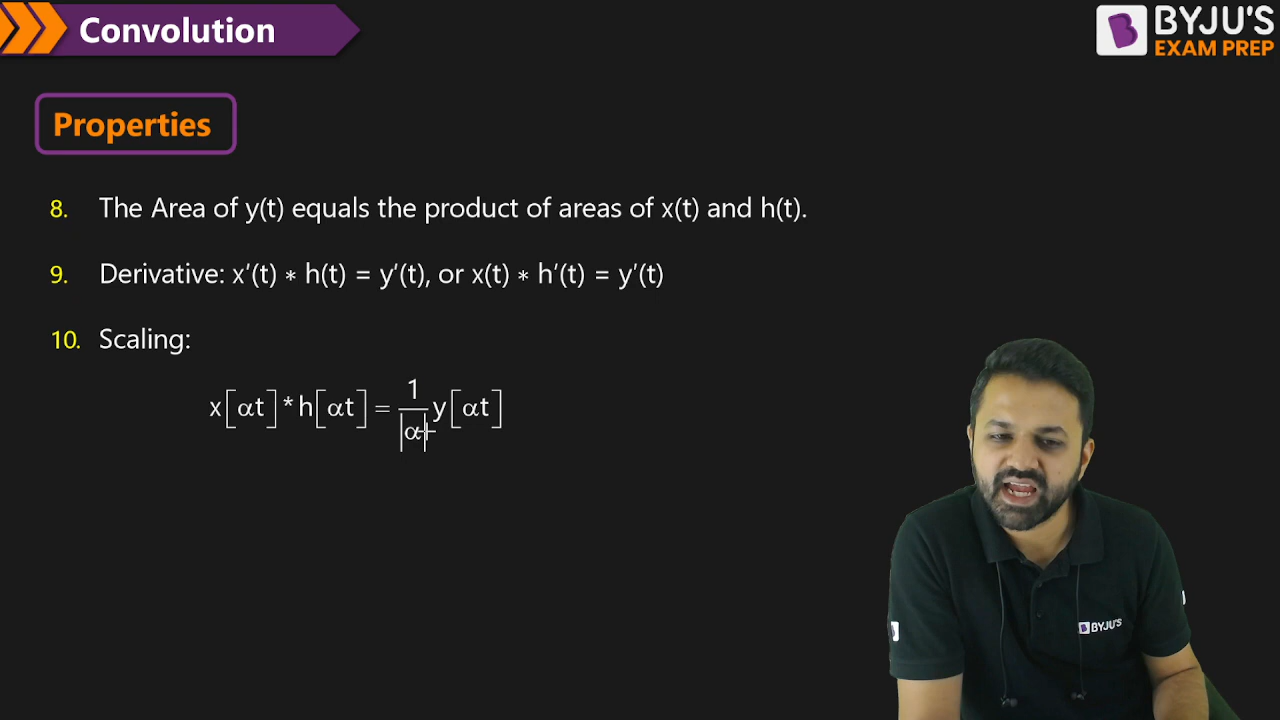 Convolution
BYJU'S
EXAM PREP
Properties
8. The Area of y(t) equals the product of areas of x(t) and h(t).
9. Derivative: x′(t) ∗ h(t) = y′(t), or x(t) ∗ h′(t) = y′(t)
10. Scaling:
x[αt]*h[αt] = 1/|α| y[αt]
BYJU'S